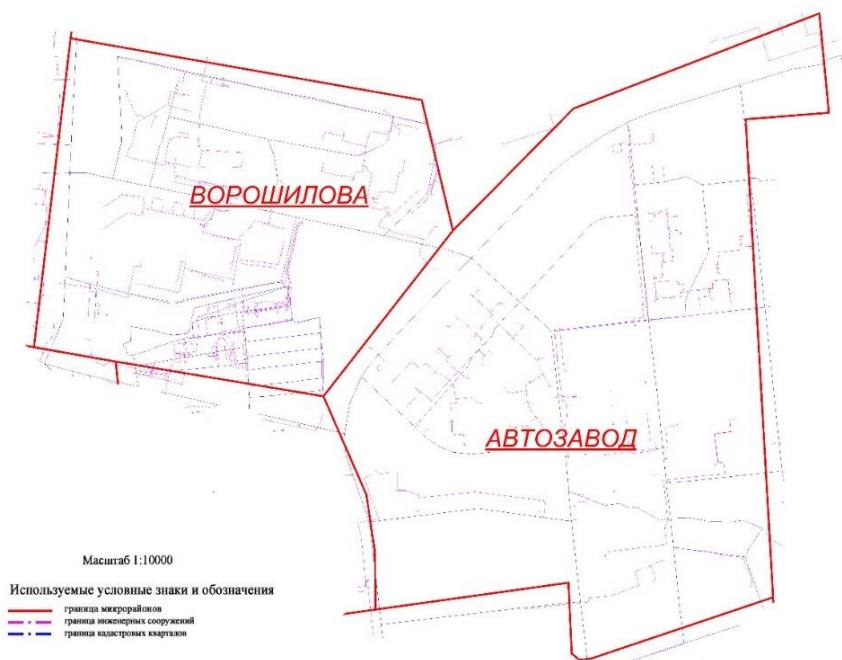 ВОРОШИЛОВА
АВТОЗАВОД
Масштаб 1:10000
Используемые условные знаки и обозначения
граница микрорайонов
граница инженерных сооружений
граница кадастровых кварталов